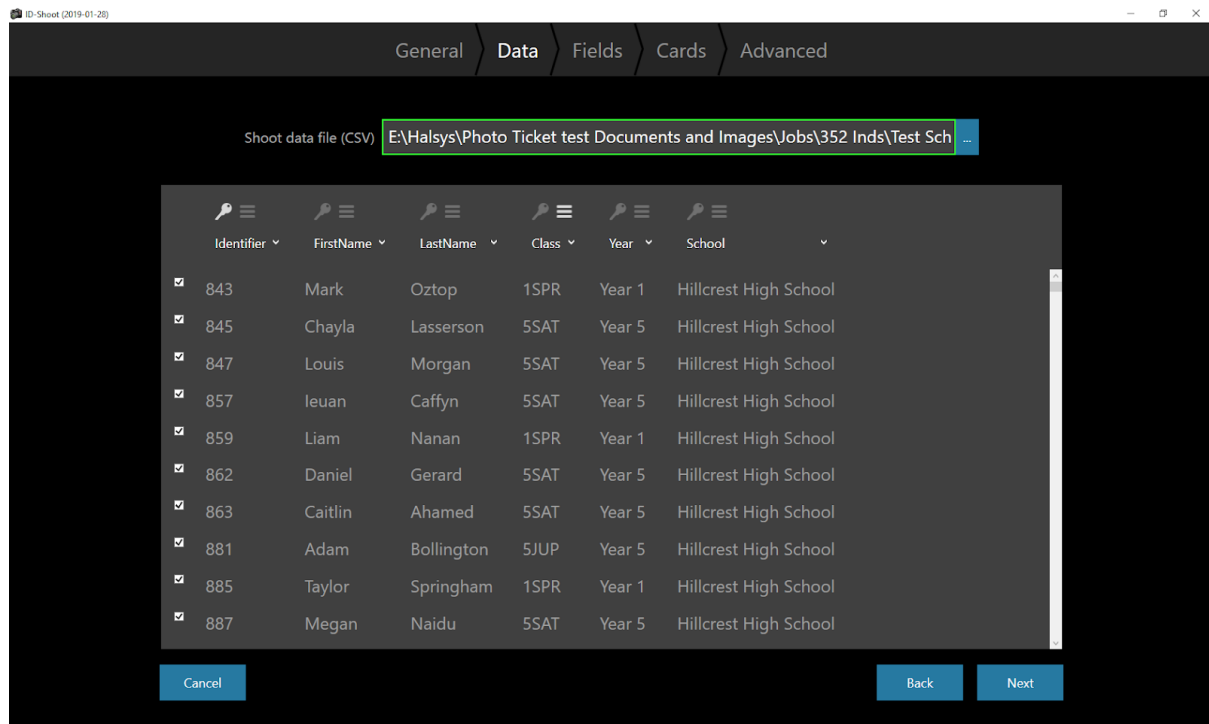 ID-Shoot (2019-01-28)
General Data Fields Cards Advanced
Shoot data file (CSV) E:\Halsys\Photo Ticket test Documents and Images\Jobs\352 Inds\Test Sch ...
Identifier FirstName LastName Class Year School
843 Mark Oztop 1SPR Year 1 Hillcrest High School
845 Chayla Lasserson 5SAT Year 5 Hillcrest High School
847 Louis Morgan 5SAT Year 5 Hillcrest High School
857 Ieuan Caffyn 5SAT Year 5 Hillcrest High School
859 Liam Nanan 1SPR Year 1 Hillcrest High School
862 Daniel Gerard 5SAT Year 5 Hillcrest High School
863 Caitlin Ahamed 5SAT Year 5 Hillcrest High School
881 Adam Bollington 5JUP Year 5 Hillcrest High School
885 Taylor Springham 1SPR Year 1 Hillcrest High School
887 Megan Naidu 5SAT Year 5 Hillcrest High School
Cancel Back Next